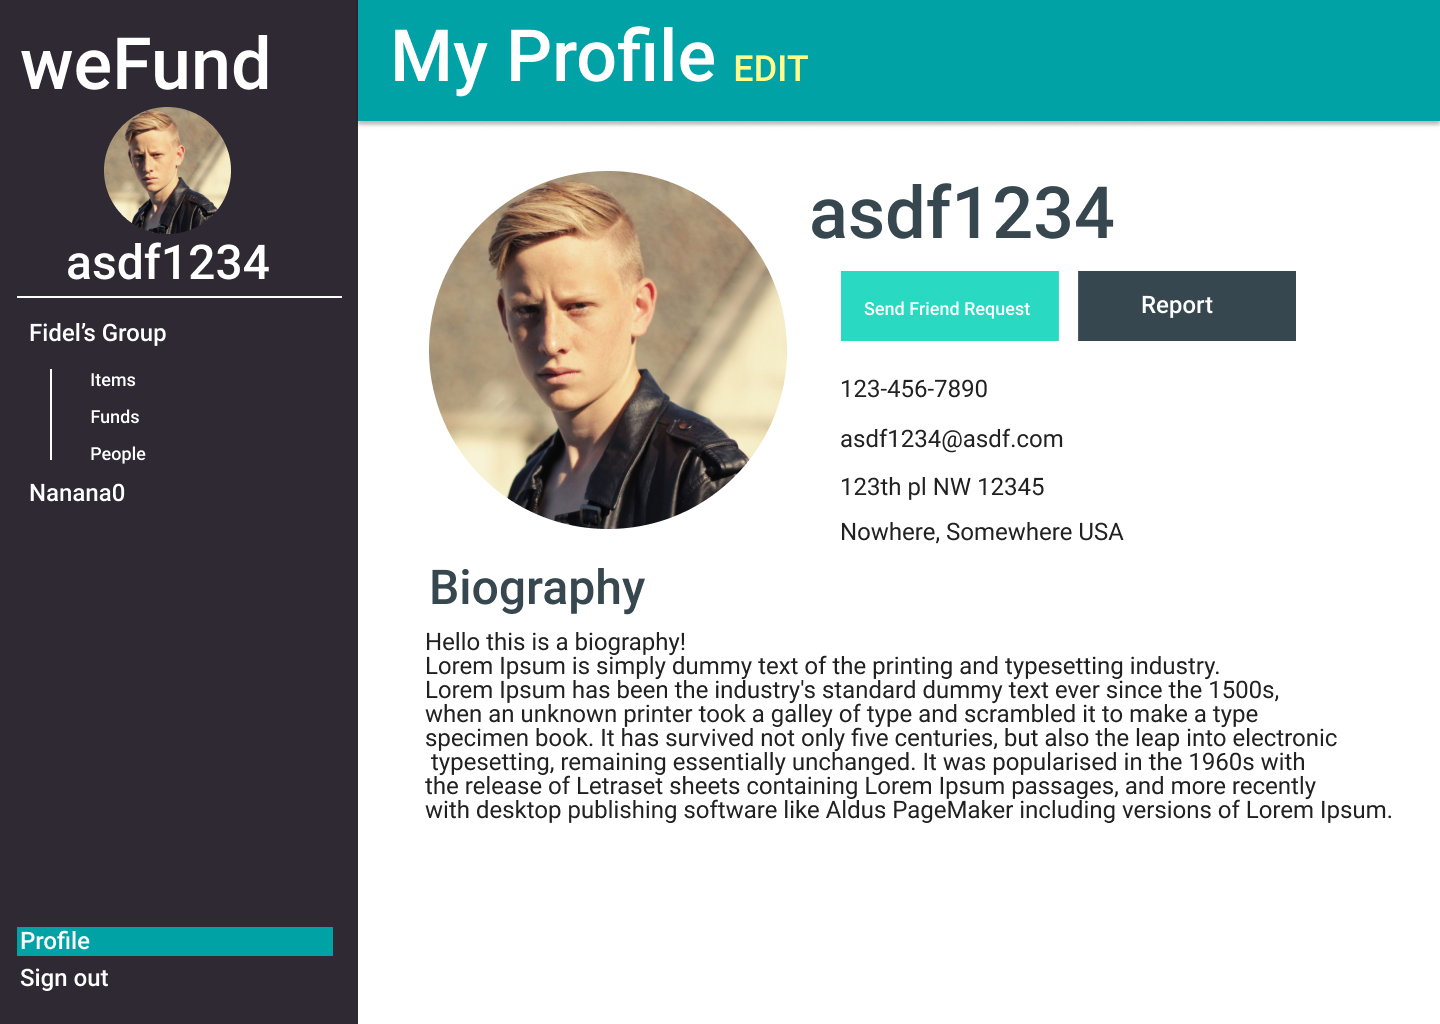 weFund
asdf1234
Fidel’s Group
Items
Funds
People
Nanana0
Profile
Sign out
My Profile EDIT
asdf1234
Send Friend Request
Report
123-456-7890
asdf1234@asdf.com
123th pl NW 12345
Nowhere, Somewhere USA
Biography
Hello this is a biography!
Lorem Ipsum is simply dummy text of the printing and typesetting industry.
Lorem Ipsum has been the industry's standard dummy text ever since the 1500s,
when an unknown printer took a galley of type and scrambled it to make a type
specimen book. It has survived not only five centuries, but also the leap into electronic
typesetting, remaining essentially unchanged. It was popularised in the 1960s with
the release of Letraset sheets containing Lorem Ipsum passages, and more recently
with desktop publishing software like Aldus PageMaker including versions of Lorem Ipsum.